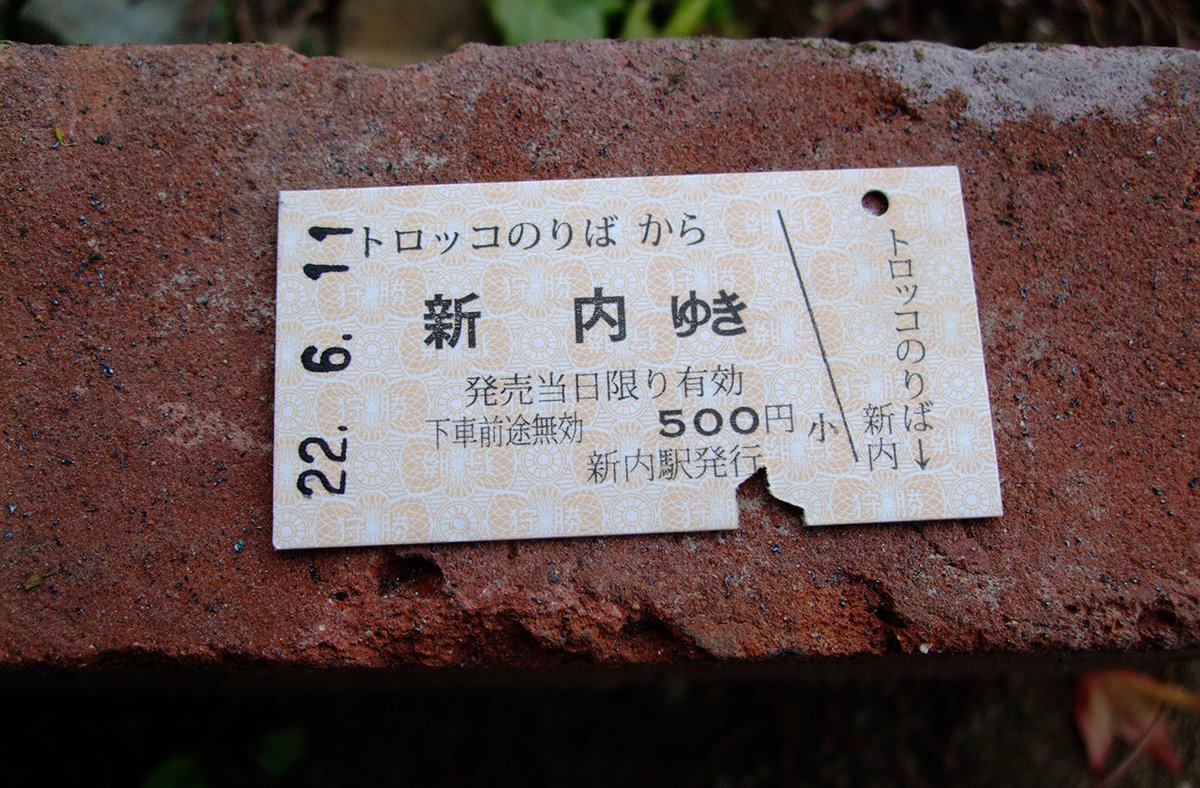 22. 6. 11
トロッコのりば から
新 内 ゆき
発売当日限り有効
下車前途無効 500円 小
新内駅発行
トロッコのりば↓
新内
狩勝